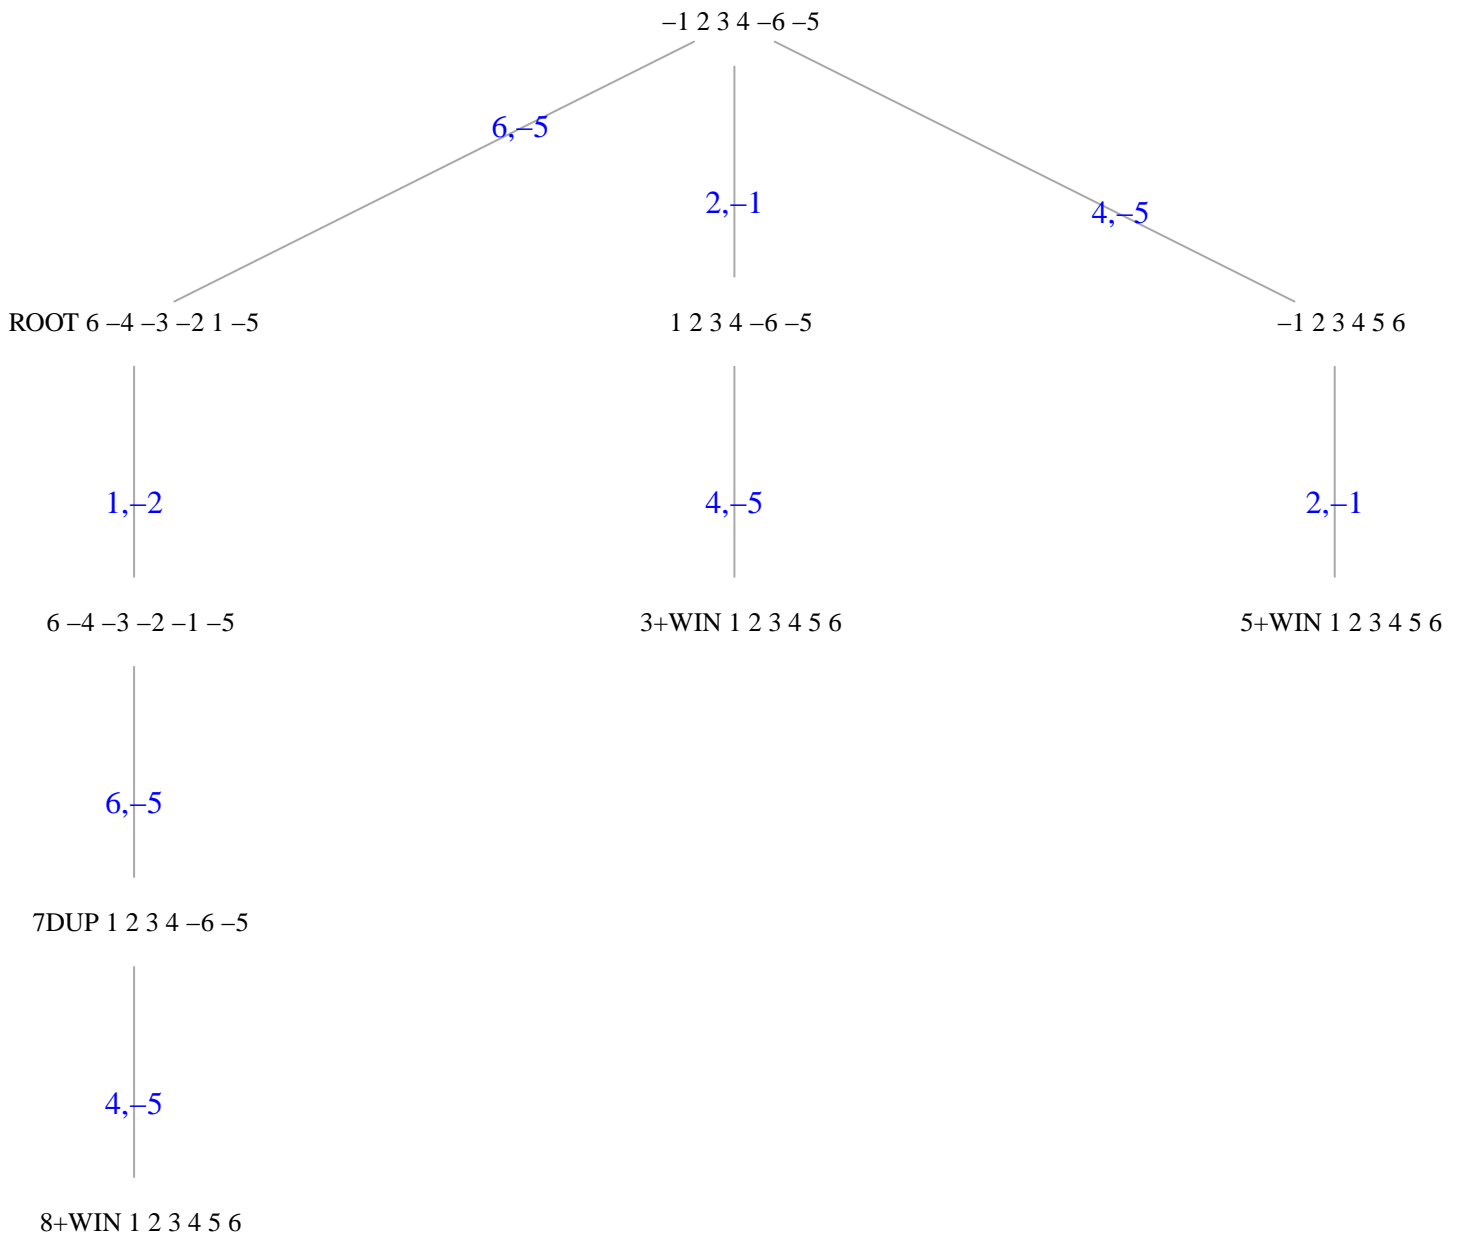 –1 2 3 4 –6 –5
6,–5
2,–1
4,–5
ROOT 6 –4 –3 –2 1 –5
1 2 3 4 –6 –5
–1 2 3 4 5 6
1,–2
4,–5
2,–1
6 –4 –3 –2 –1 –5
3+WIN 1 2 3 4 5 6
5+WIN 1 2 3 4 5 6
6,–5
7DUP 1 2 3 4 –6 –5
4,–5
8+WIN 1 2 3 4 5 6